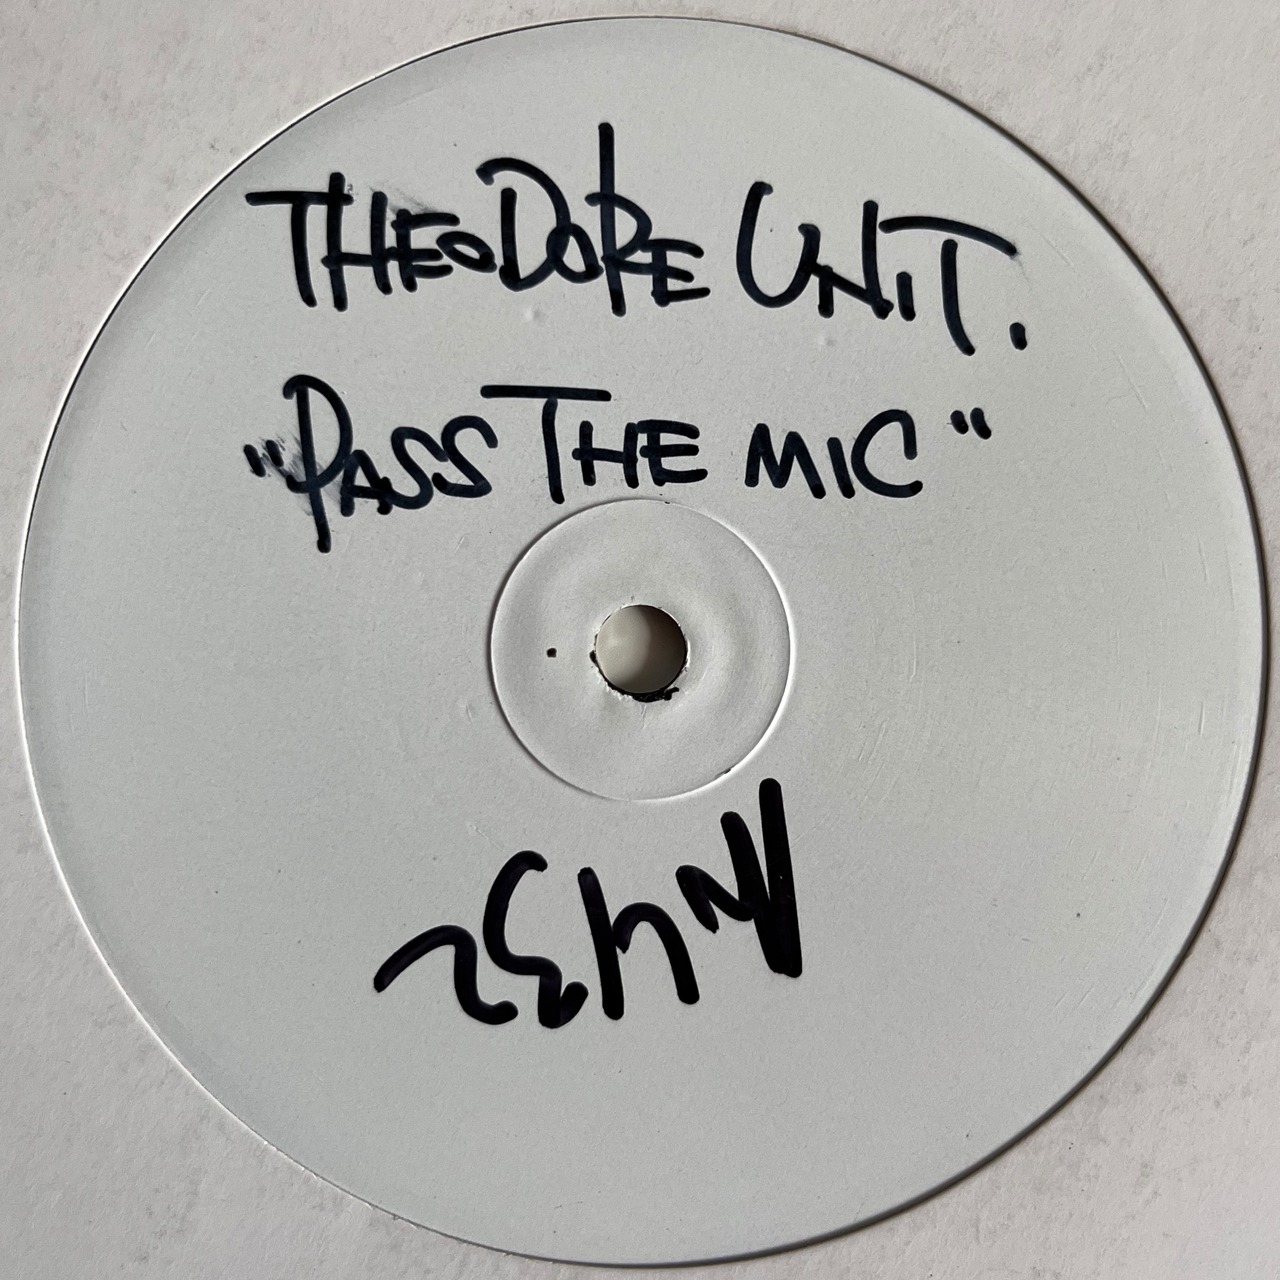 THEODORE UNIT.
"PASS THE MIC"